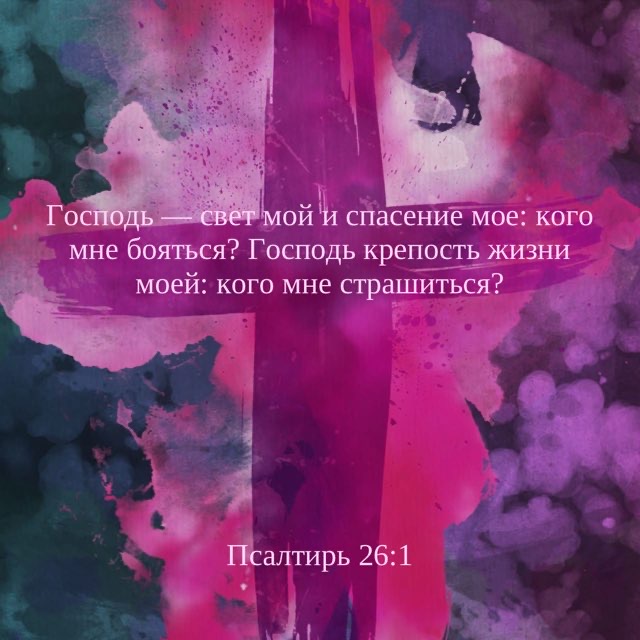 Господь — свет мой и спасение мое: кого
мне бояться? Господь крепость жизни
моей: кого мне страшиться?
Псалтирь 26:1